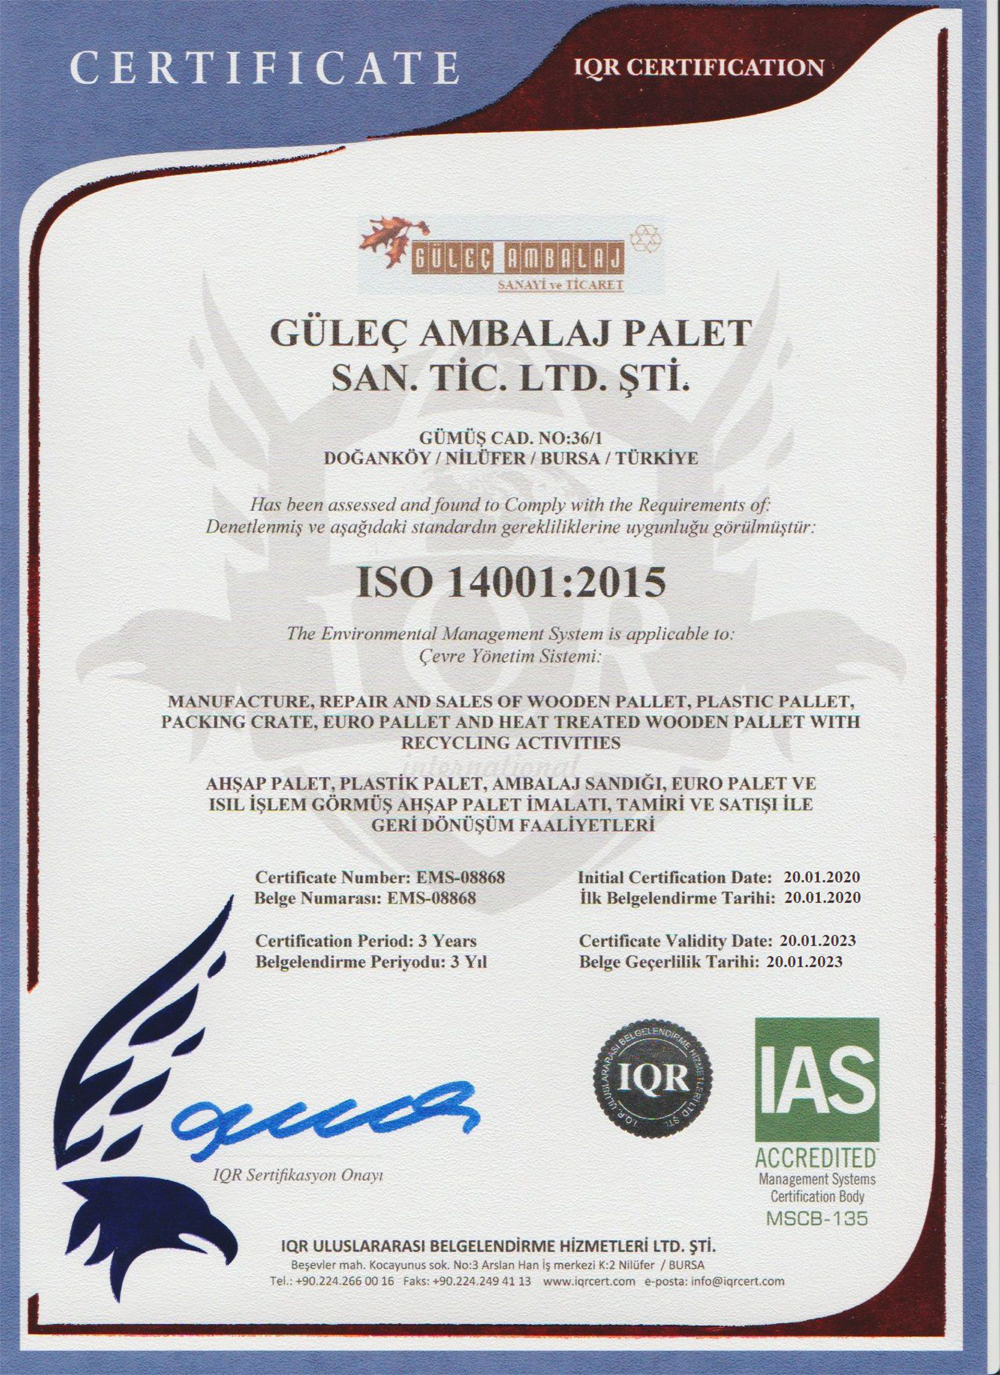 CERTIFICATE
IQR CERTIFICATION
GÜLEÇ AMBALAJ
SANAYİ ve TİCARET
GÜLEÇ AMBALAJ PALET
SAN. TİC. LTD. ŞTİ.
GÜMÜŞ CAD. NO:36/1
DOĞANKÖY / NİLÜFER / BURSA / TÜRKİYE
Has been assessed and found to Comply with the Requirements of:
Denetlenmiş ve aşağıdaki standardın gerekliliklerine uygunluğu görülmüştür:
ISO 14001:2015
The Environmental Management System is applicable to:
Çevre Yönetim Sistemi:
IQR
MANUFACTURE, REPAIR AND SALES OF WOODEN PALLET, PLASTIC PALLET,
PACKING CRATE, EURO PALLET AND HEAT TREATED WOODEN PALLET WITH
RECYCLING ACTIVITIES
international
AHŞAP PALET, PLASTİK PALET, AMBALAJ SANDIĞI, EURO PALET VE
ISIL İŞLEM GÖRMÜŞ AHŞAP PALET İMALATI, TAMİRİ VE SATIŞI İLE
GERİ DÖNÜŞÜM FAALİYETLERİ
Certificate Number: EMS-08868
Belge Numarası: EMS-08868
Initial Certification Date: 20.01.2020
İlk Belgelendirme Tarihi: 20.01.2020
Certification Period: 3 Years
Belgelendirme Periyodu: 3 Yıl
Certificate Validity Date: 20.01.2023
Belge Geçerlilik Tarihi: 20.01.2023
I.Q.R. ULUSLARARASI BELGELENDİRME HİZMETLERİ LTD. ŞTİ.
IQR
IAS
ACCREDITED
Management Systems
Certification Body
MSCB-135
IQR Sertifikasyon Onayı
IQR ULUSLARARASI BELGELENDİRME HİZMETLERİ LTD. ŞTİ.
Beşevler mah. Kocayunus sok. No:3 Arslan Han İş merkezi K:2 Nilüfer / BURSA
Tel.: +90.224.266 00 16 Faks: +90.224.249 41 13 www.iqrcert.com e-posta: info@iqrcert.com